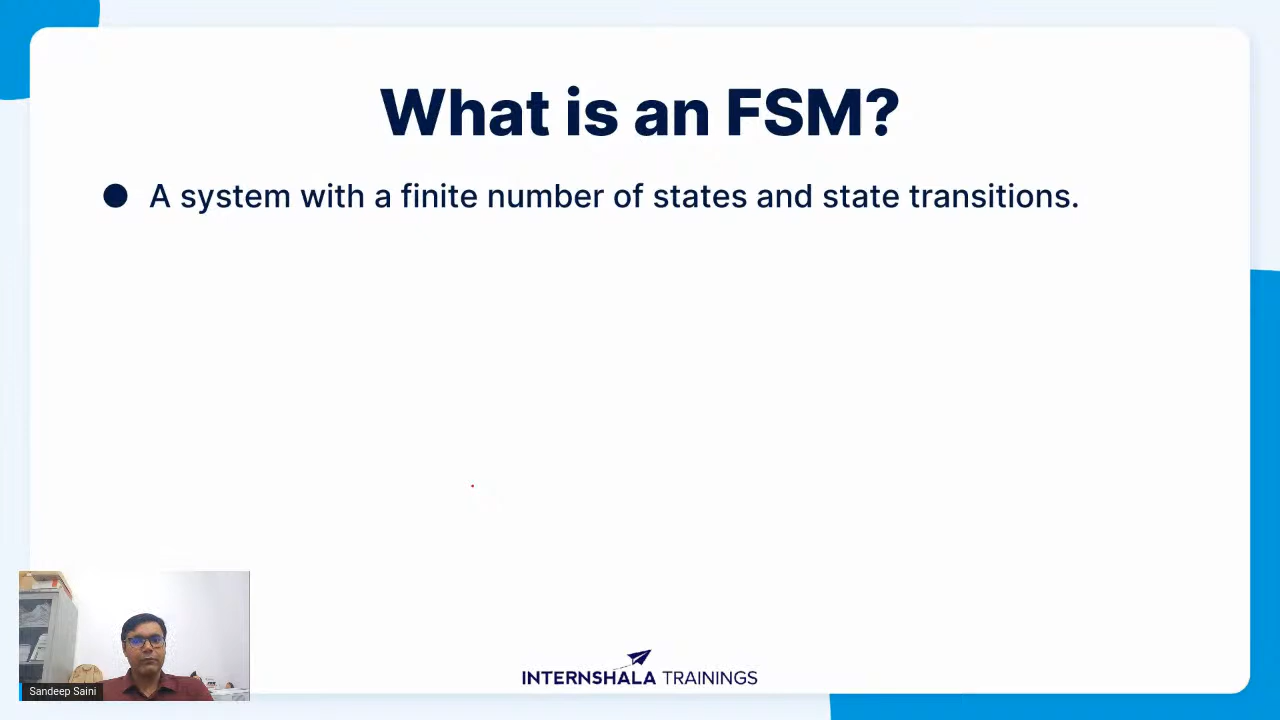 What is an FSM?
● A system with a finite number of states and state transitions.
Sandeep Saini
INTERNSHALA TRAININGS